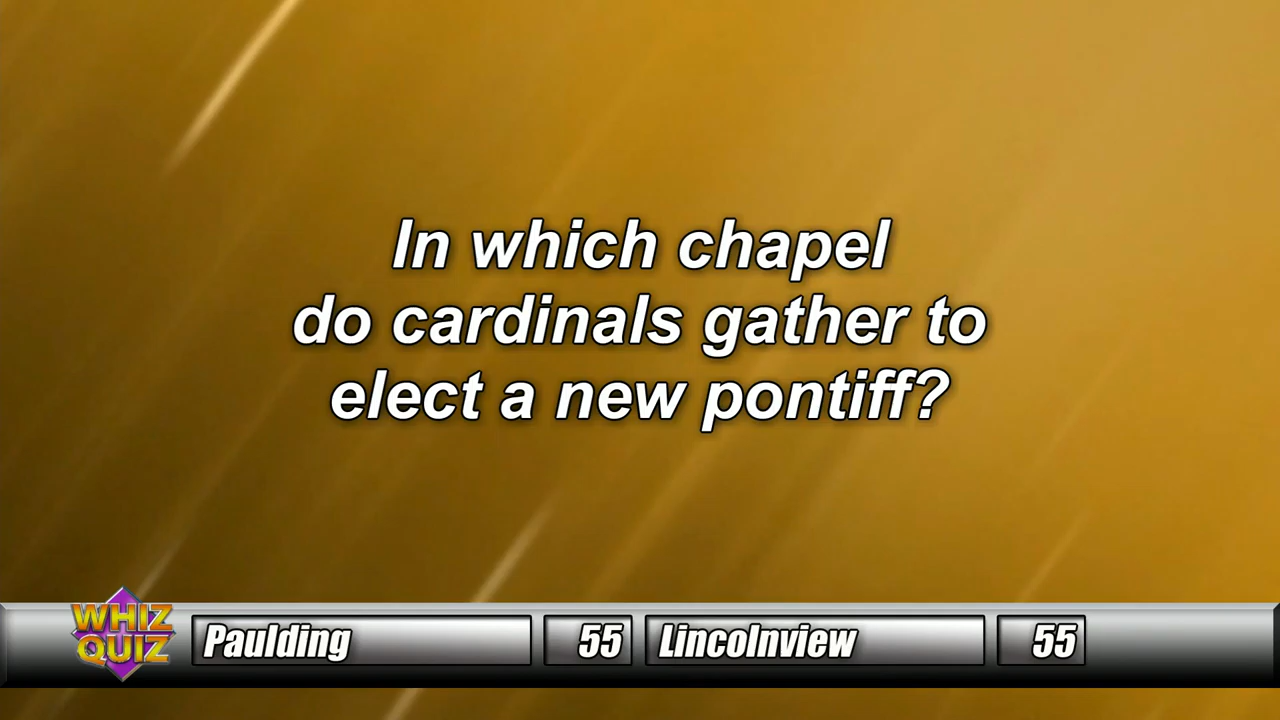 In which chapel
do cardinals gather to
elect a new pontiff?
WHIZ
QUIZ
Paulding 55 Lincolnview 55